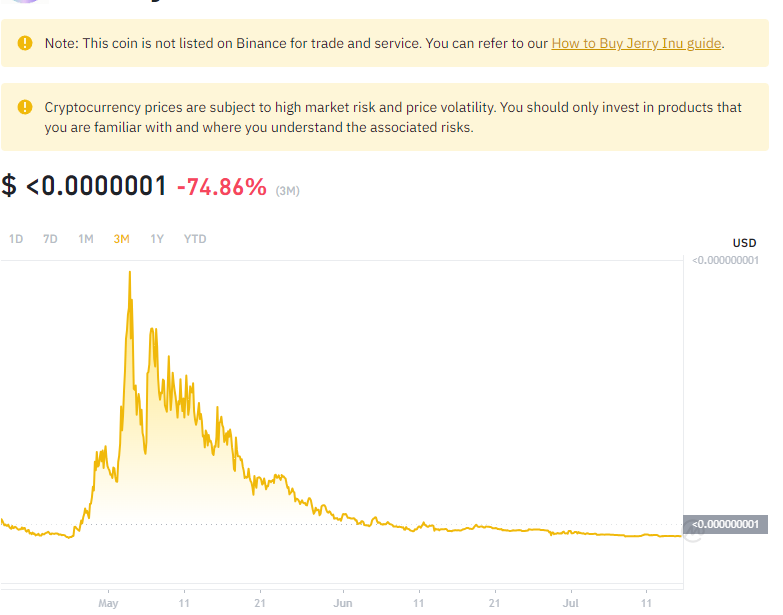 Note: This coin is not listed on Binance for trade and service. You can refer to our How to Buy Jerry Inu guide.
Cryptocurrency prices are subject to high market risk and price volatility. You should only invest in products that
you are familiar with and where you understand the associated risks.
$ <0.0000001 -74.86% (3M)
1D 7D 1M 3M 1Y YTD
USD
<0.000000001
<0.000000001
May 11 21 Jun 11 21 Jul 11